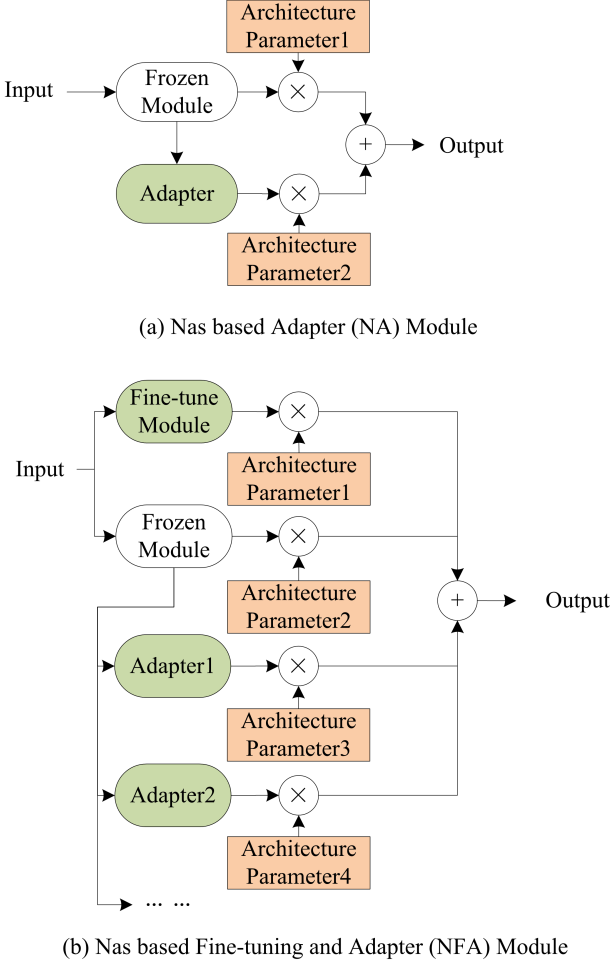 Architecture
Parameter1
Input
Frozen
Module
×
+
Output
Adapter
×
Architecture
Parameter2
(a) Nas based Adapter (NA) Module
Fine-tune
Module
×
Input
Architecture
Parameter1
Frozen
Module
×
Architecture
Parameter2
+
Output
Adapter1
×
Architecture
Parameter3
Adapter2
×
Architecture
Parameter4
... ...
(b) Nas based Fine-tuning and Adapter (NFA) Module